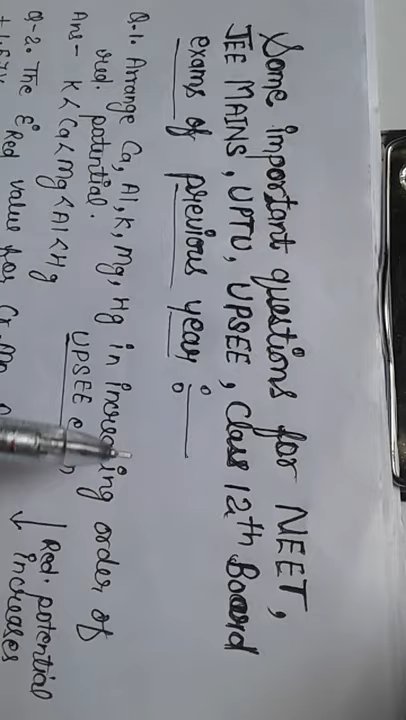 Some important questions for NEET,
JEE MAINS, UPTU, UPSEE, Class 12th Board
exams of previous year :
Q-1. Arrange Ca, Al, K, Mg, Hg in increasing order of
red. potential.
UPSEE
Ans- K<Ca<Mg<Al<Hg
↓ Red. potential
increases
Q-2. The E° Red value for Cr, Mn